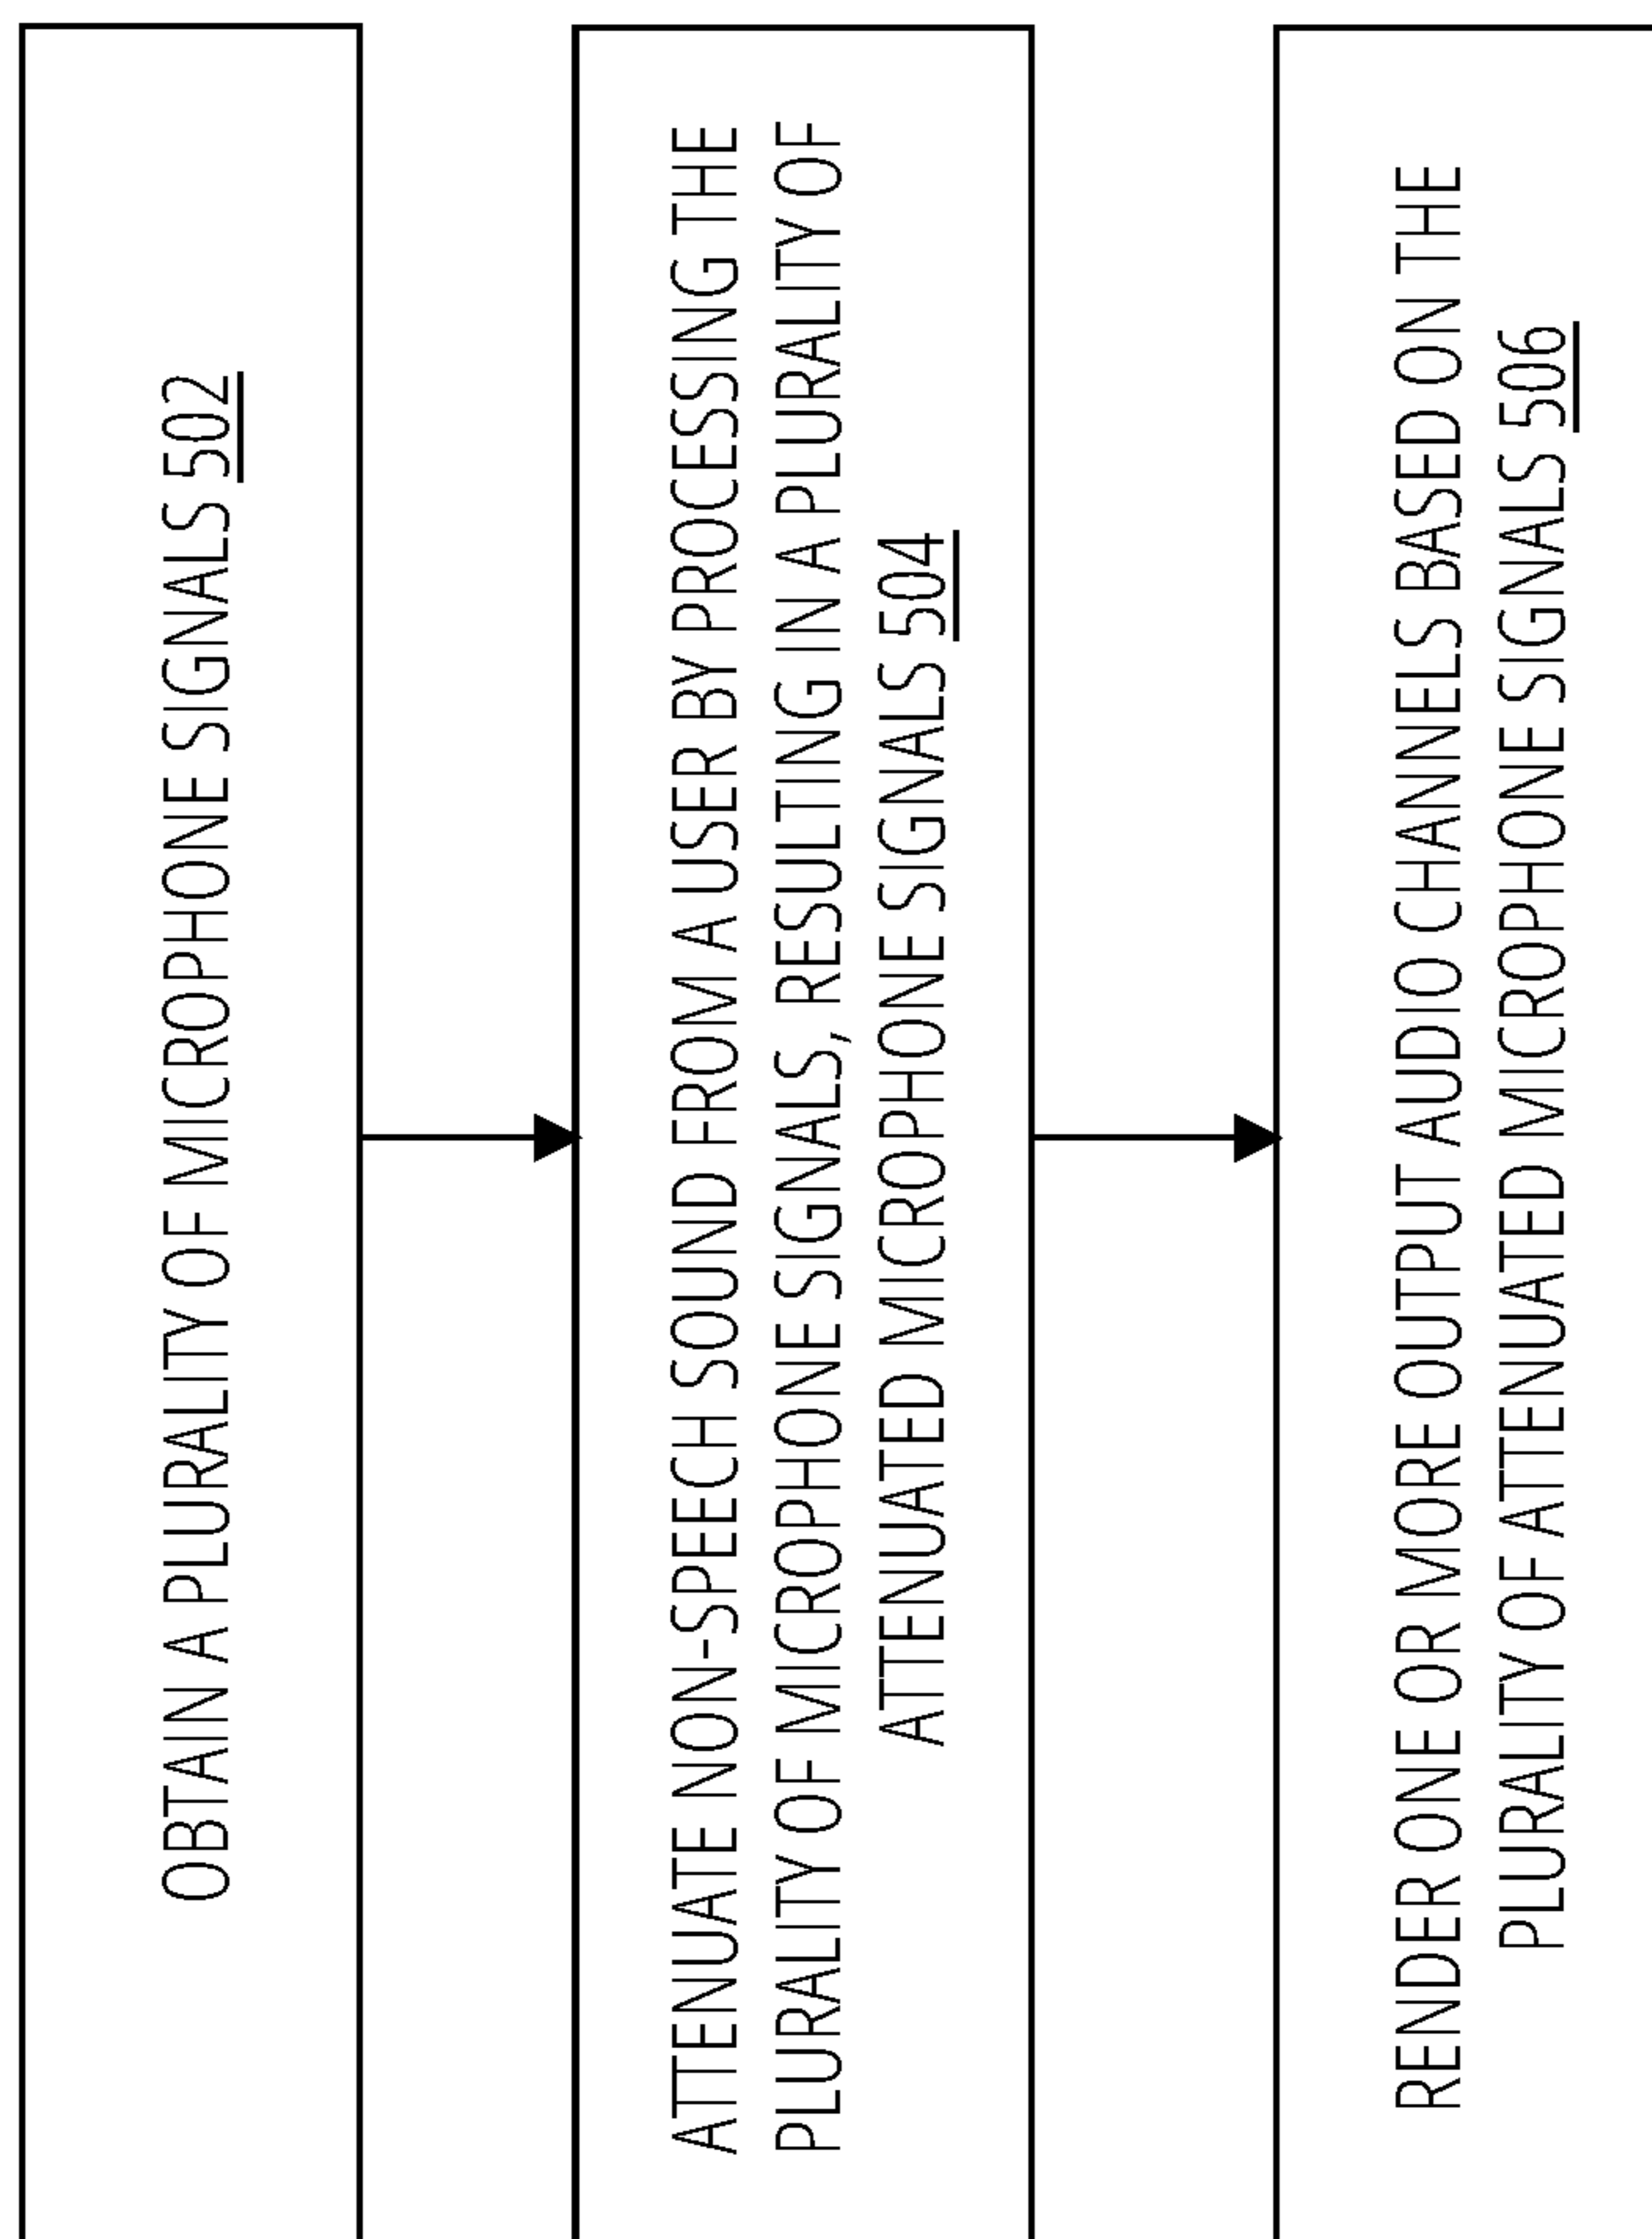 OBTAIN A PLURALITY OF MICROPHONE SIGNALS 502
ATTENUATE NON-SPEECH SOUND FROM A USER BY PROCESSING THE
PLURALITY OF MICROPHONE SIGNALS, RESULTING IN A PLURALITY OF
ATTENUATED MICROPHONE SIGNALS 504
RENDER ONE OR MORE OUTPUT AUDIO CHANNELS BASED ON THE
PLURALITY OF ATTENUATED MICROPHONE SIGNALS 506